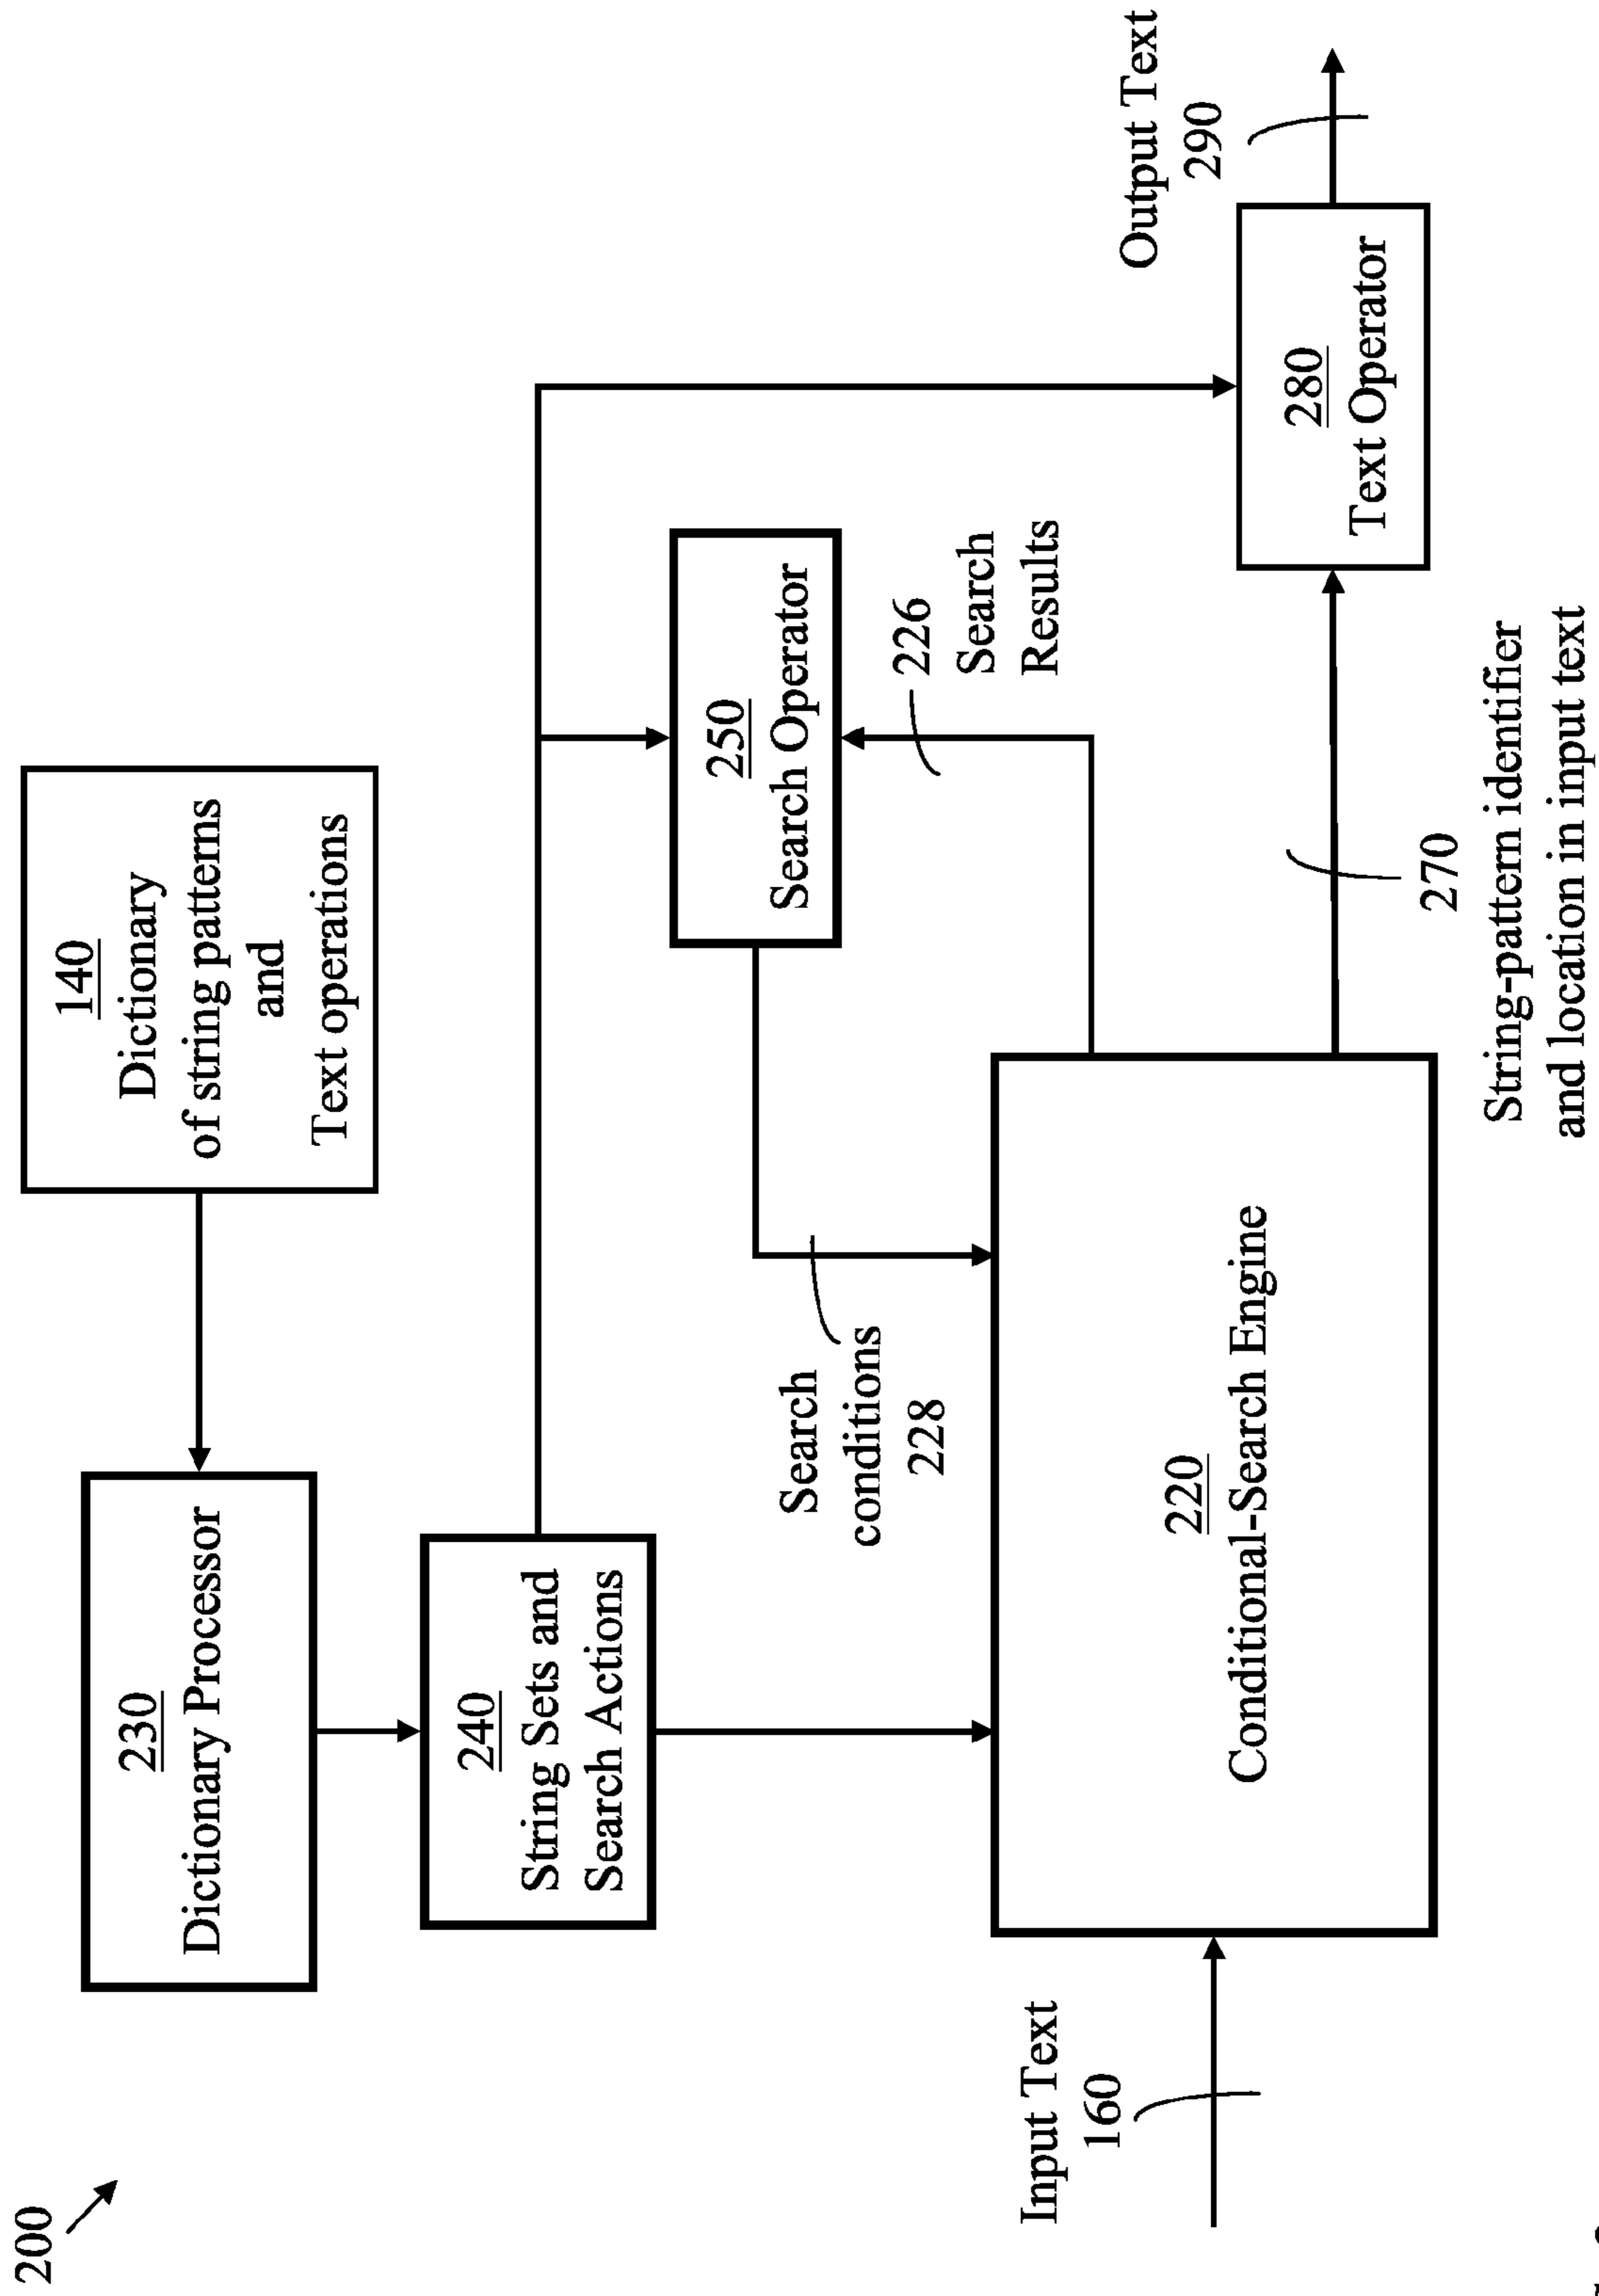 200
140
Dictionary
of string patterns
and
Text operations
230
Dictionary Processor
240
String Sets and
Search Actions
250
Search Operator
226
Search
Results
Search
conditions
228
Input Text
160
220
Conditional-Search Engine
270
String-pattern identifier
and location in input text
280
Text Operator
Output Text
290